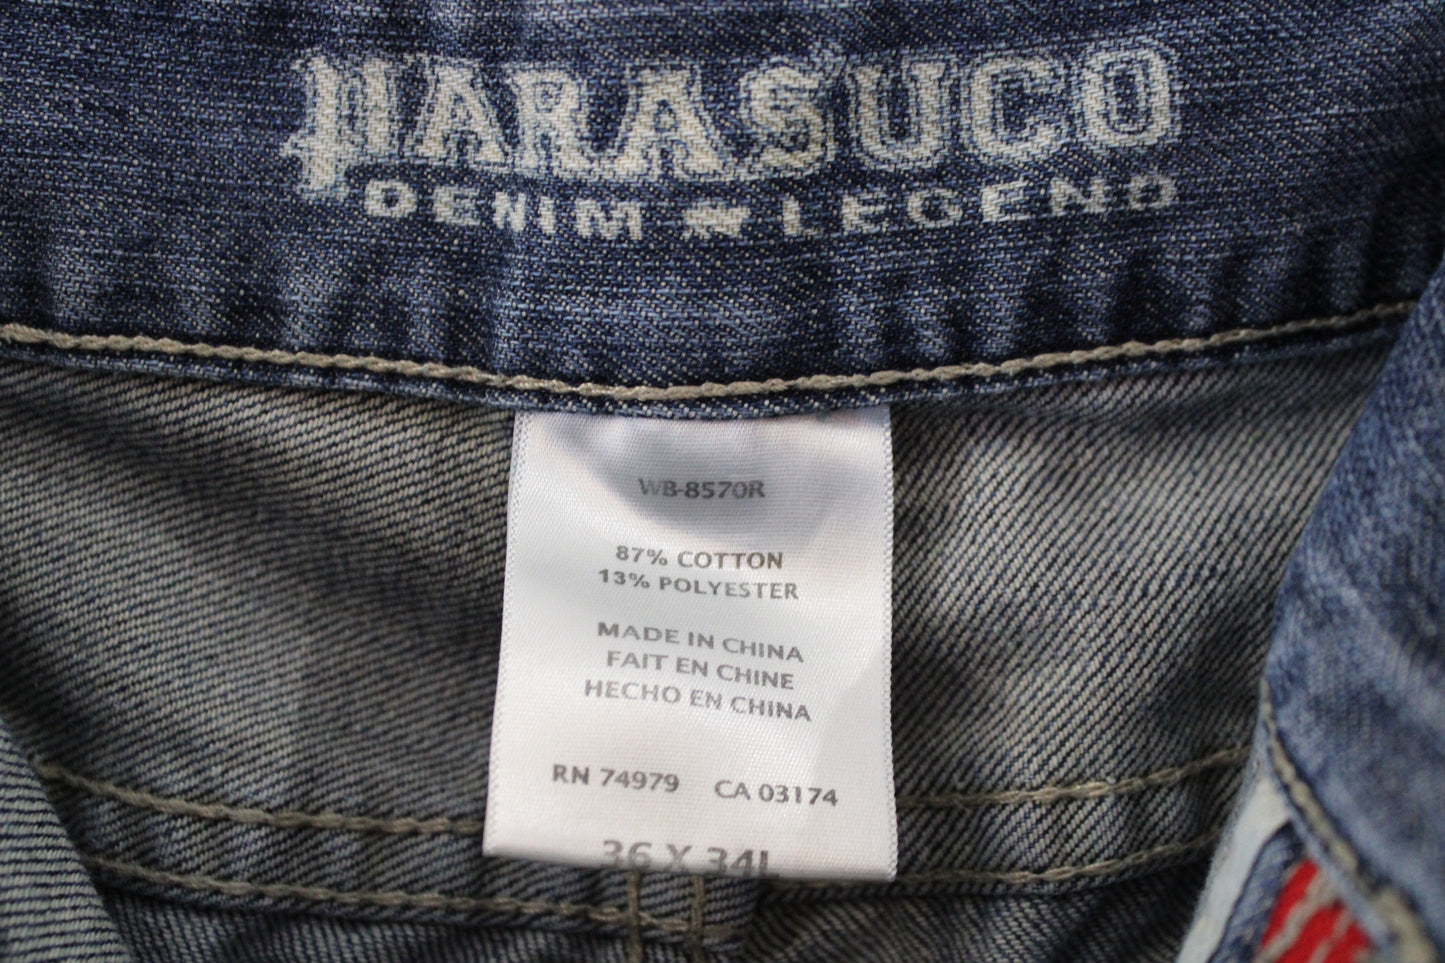 PARASUCO
DENIM LEGEND
WB-8570R
87% COTTON
13% POLYESTER
MADE IN CHINA
FAIT EN CHINE
HECHO EN CHINA
RN 74979 CA 03174
36 X 34L